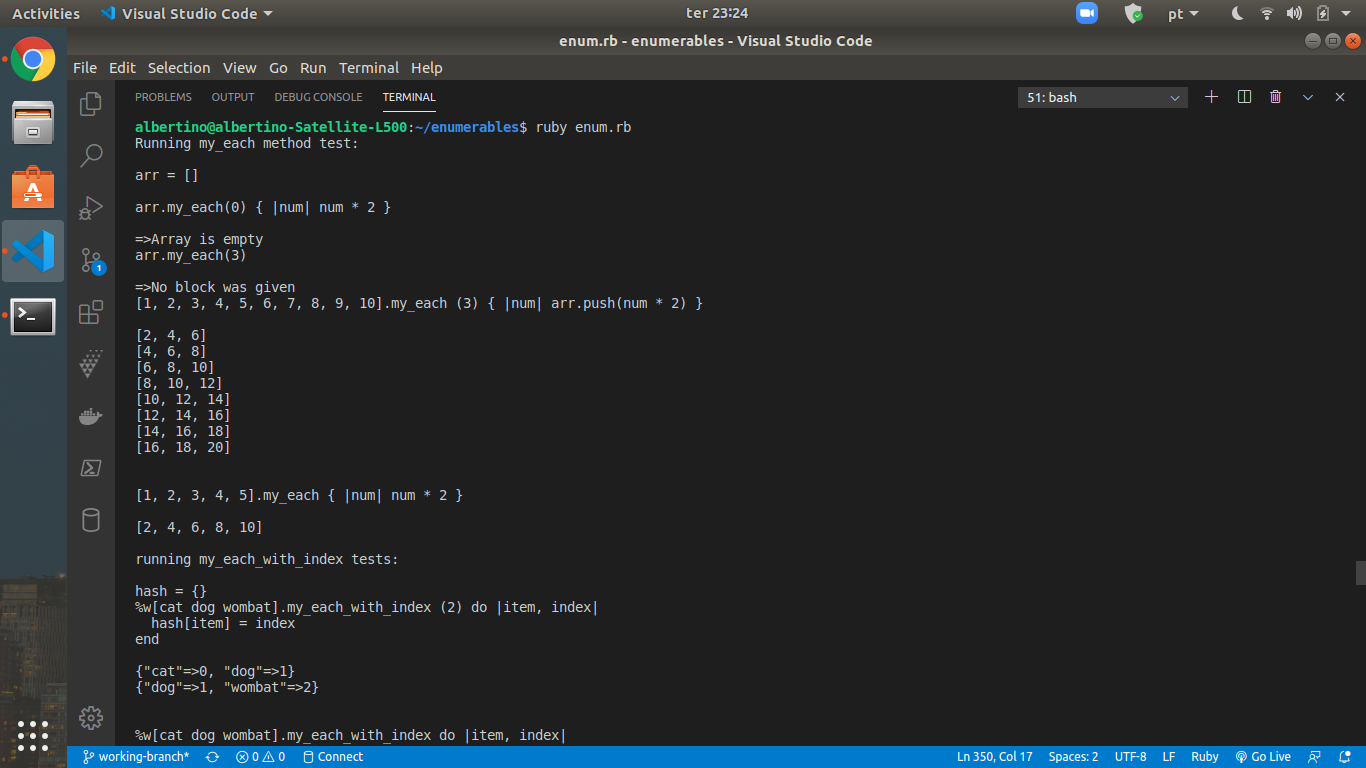 Activities Visual Studio Code ter 23:24 pt
enum.rb - enumerables - Visual Studio Code
File Edit Selection View Go Run Terminal Help
PROBLEMS OUTPUT DEBUG CONSOLE TERMINAL 51: bash
albertino@albertino-Satellite-L500:~/enumerables$ ruby enum.rb
Running my_each method test:
arr = []
arr.my_each(0) { |num| num * 2 }
=>Array is empty
arr.my_each(3)
=>No block was given
[1, 2, 3, 4, 5, 6, 7, 8, 9, 10].my_each (3) { |num| arr.push(num * 2) }
[2, 4, 6]
[4, 6, 8]
[6, 8, 10]
[8, 10, 12]
[10, 12, 14]
[12, 14, 16]
[14, 16, 18]
[16, 18, 20]
[1, 2, 3, 4, 5].my_each { |num| num * 2 }
[2, 4, 6, 8, 10]
running my_each_with_index tests:
hash = {}
%w[cat dog wombat].my_each_with_index (2) do |item, index|
  hash[item] = index
end
{"cat"=>0, "dog"=>1}
{"dog"=>1, "wombat"=>2}
%w[cat dog wombat].my_each_with_index do |item, index|
1
working-branch* 0 0 Connect Ln 350, Col 17 Spaces: 2 UTF-8 LF Ruby Go Live